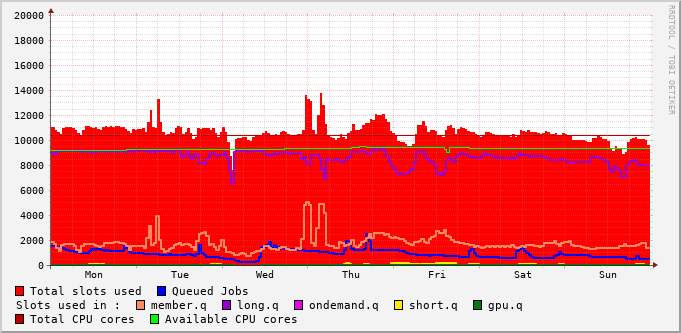 RRDTOOL / TOBI OETIKER
20000
18000
16000
14000
12000
10000
8000
6000
4000
2000
0
Mon Tue Wed Thu Fri Sat Sun
Total slots used Queued Jobs
Slots used in : member.q long.q ondemand.q short.q gpu.q
Total CPU cores Available CPU cores